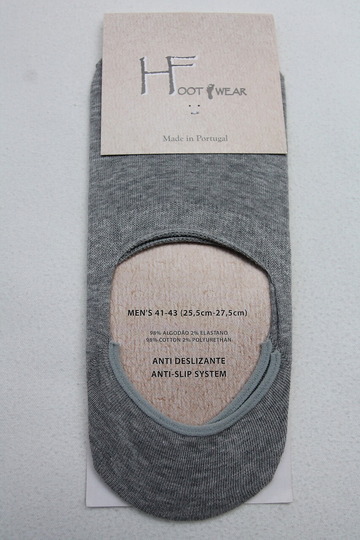 HFOOTWEAR
Made in Portugal
MEN'S 41-43 (25,5cm-27,5cm)
98% ALGODÃO 2% ELASTANO
98% COTTON 2% POLYURETHAN
ANTI DESLIZANTE
ANTI-SLIP SYSTEM